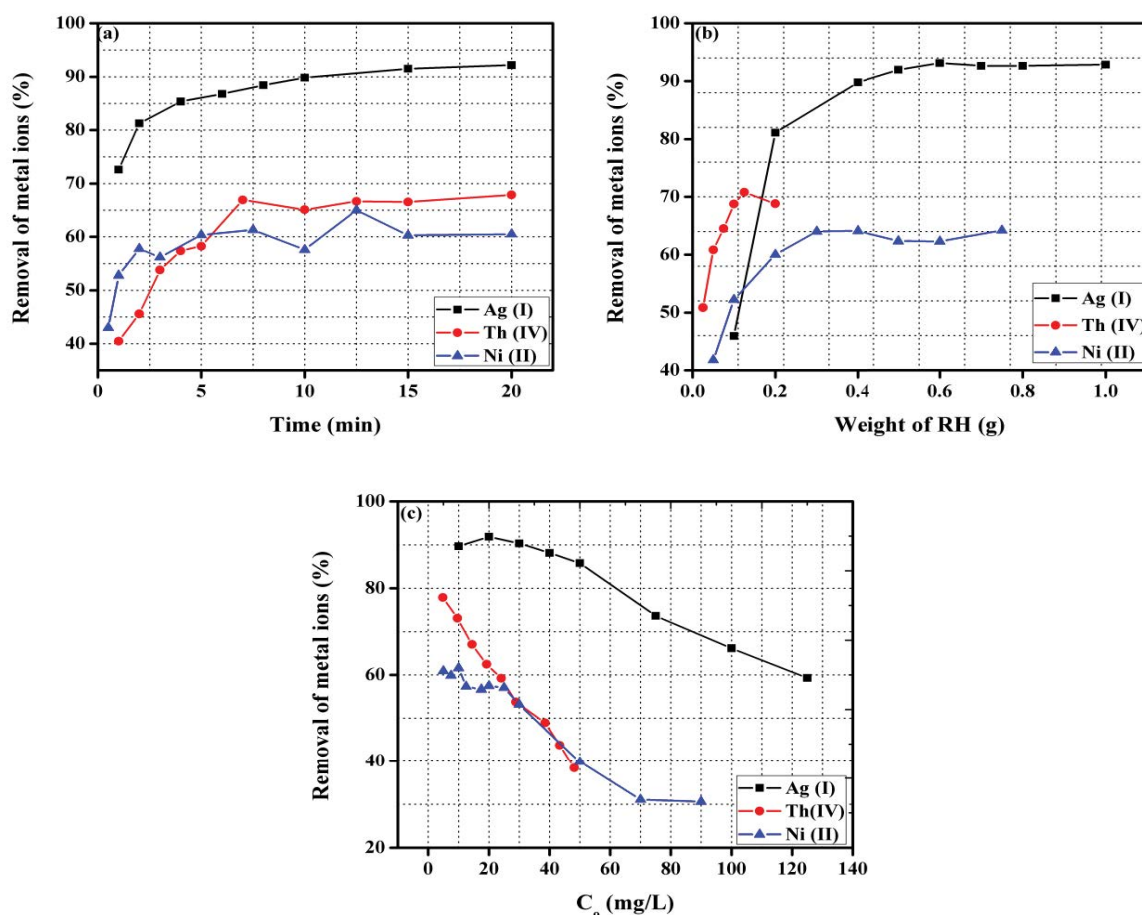 (a)
Removal of metal ions (%)
100
90
80
70
60
50
40
0
5
10
15
20
Time (min)
Ag (I)
Th (IV)
Ni (II)
(b)
Removal of metal ions (%)
100
90
80
70
60
50
40
0.0
0.2
0.4
0.6
0.8
1.0
Weight of RH (g)
Ag (I)
Th (IV)
Ni (II)
(c)
Removal of metal ions (%)
100
80
60
40
20
0
20
40
60
80
100
120
140
C (mg/L)
Ag (I)
Th(IV)
Ni (II)